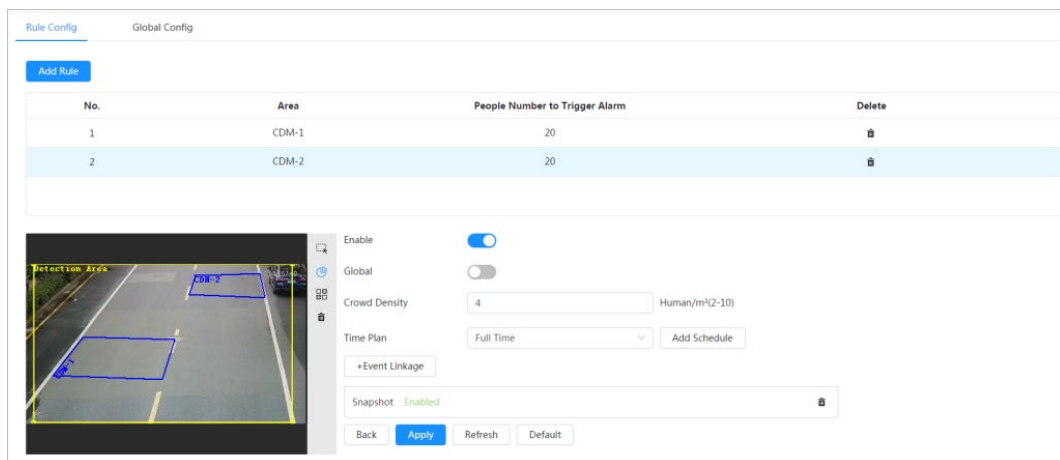 Rule Config Global Config
Add Rule
No. Area People Number to Trigger Alarm Delete
1 CDM-1 20
2 CDM-2 20
Enable
Detection Area
CDM-2
Global
Crowd Density 4 Human/m²(2-10)
Time Plan Full Time Add Schedule
CDM-1
+Event Linkage
Snapshot Enabled
Back Apply Refresh Default